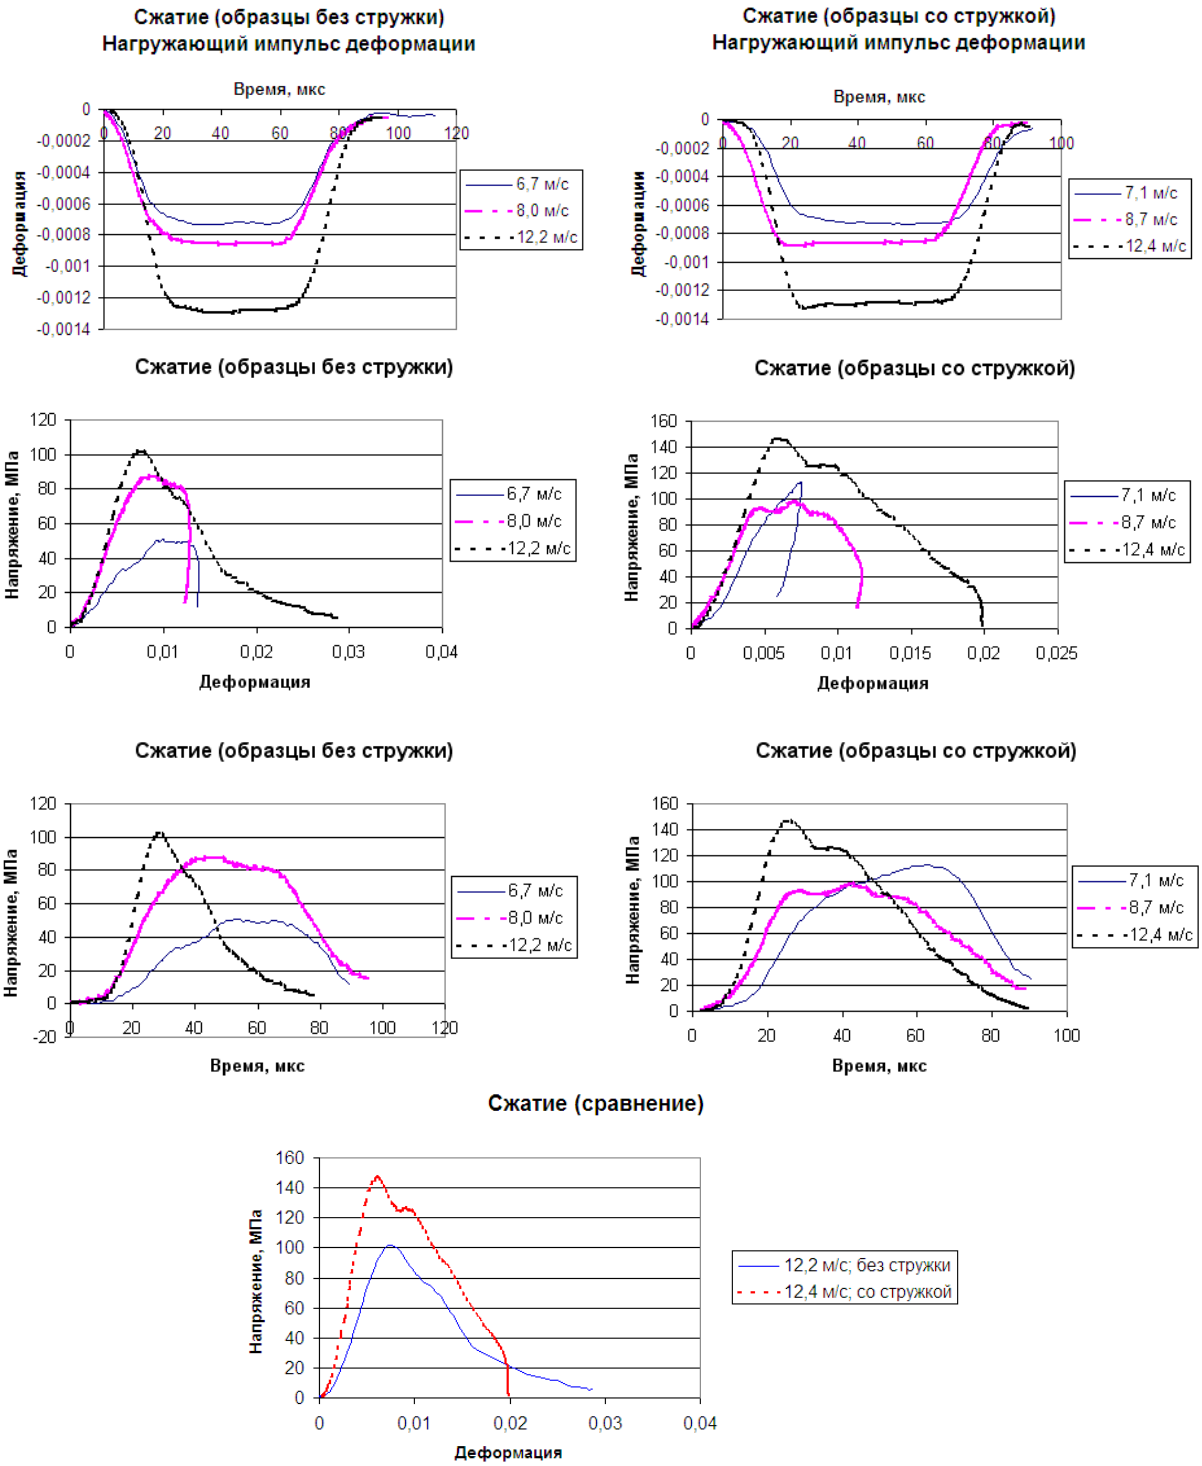 Сжатие (образцы без стружки)
Нагружающий импульс деформации
Время, мкс
0
-0,0002
-0,0004
-0,0006
-0,0008
-0,001
-0,0012
-0,0014
0 20 40 60 80 100 120
Деформация
6,7 м/с
8,0 м/с
12,2 м/с
Сжатие (образцы со стружкой)
Нагружающий импульс деформации
Время, мкс
0
-0,0002
-0,0004
-0,0006
-0,0008
-0,001
-0,0012
-0,0014
0 20 40 60 80 100
Деформации
7,1 м/с
8,7 м/с
12,4 м/с
Сжатие (образцы без стружки)
120
100
80
60
40
20
0
Напряжение, МПа
0 0,01 0,02 0,03 0,04
Деформация
6,7 м/с
8,0 м/с
12,2 м/с
Сжатие (образцы со стружкой)
160
140
120
100
80
60
40
20
0
Напряжение, МПа
0 0,005 0,01 0,015 0,02 0,025
Деформация
7,1 м/с
8,7 м/с
12,4 м/с
Сжатие (образцы без стружки)
120
100
80
60
40
20
0
-20
Напряжение, МПа
0 20 40 60 80 100 120
Время, мкс
6,7 м/с
8,0 м/с
12,2 м/с
Сжатие (образцы со стружкой)
160
140
120
100
80
60
40
20
0
Напряжение, МПа
0 20 40 60 80 100
Время, мкс
7,1 м/с
8,7 м/с
12,4 м/с
Сжатие (сравнение)
160
140
120
100
80
60
40
20
0
Напряжение, МПа
0 0,01 0,02 0,03 0,04
Деформация
12,2 м/с; без стружки
12,4 м/с; со стружкой